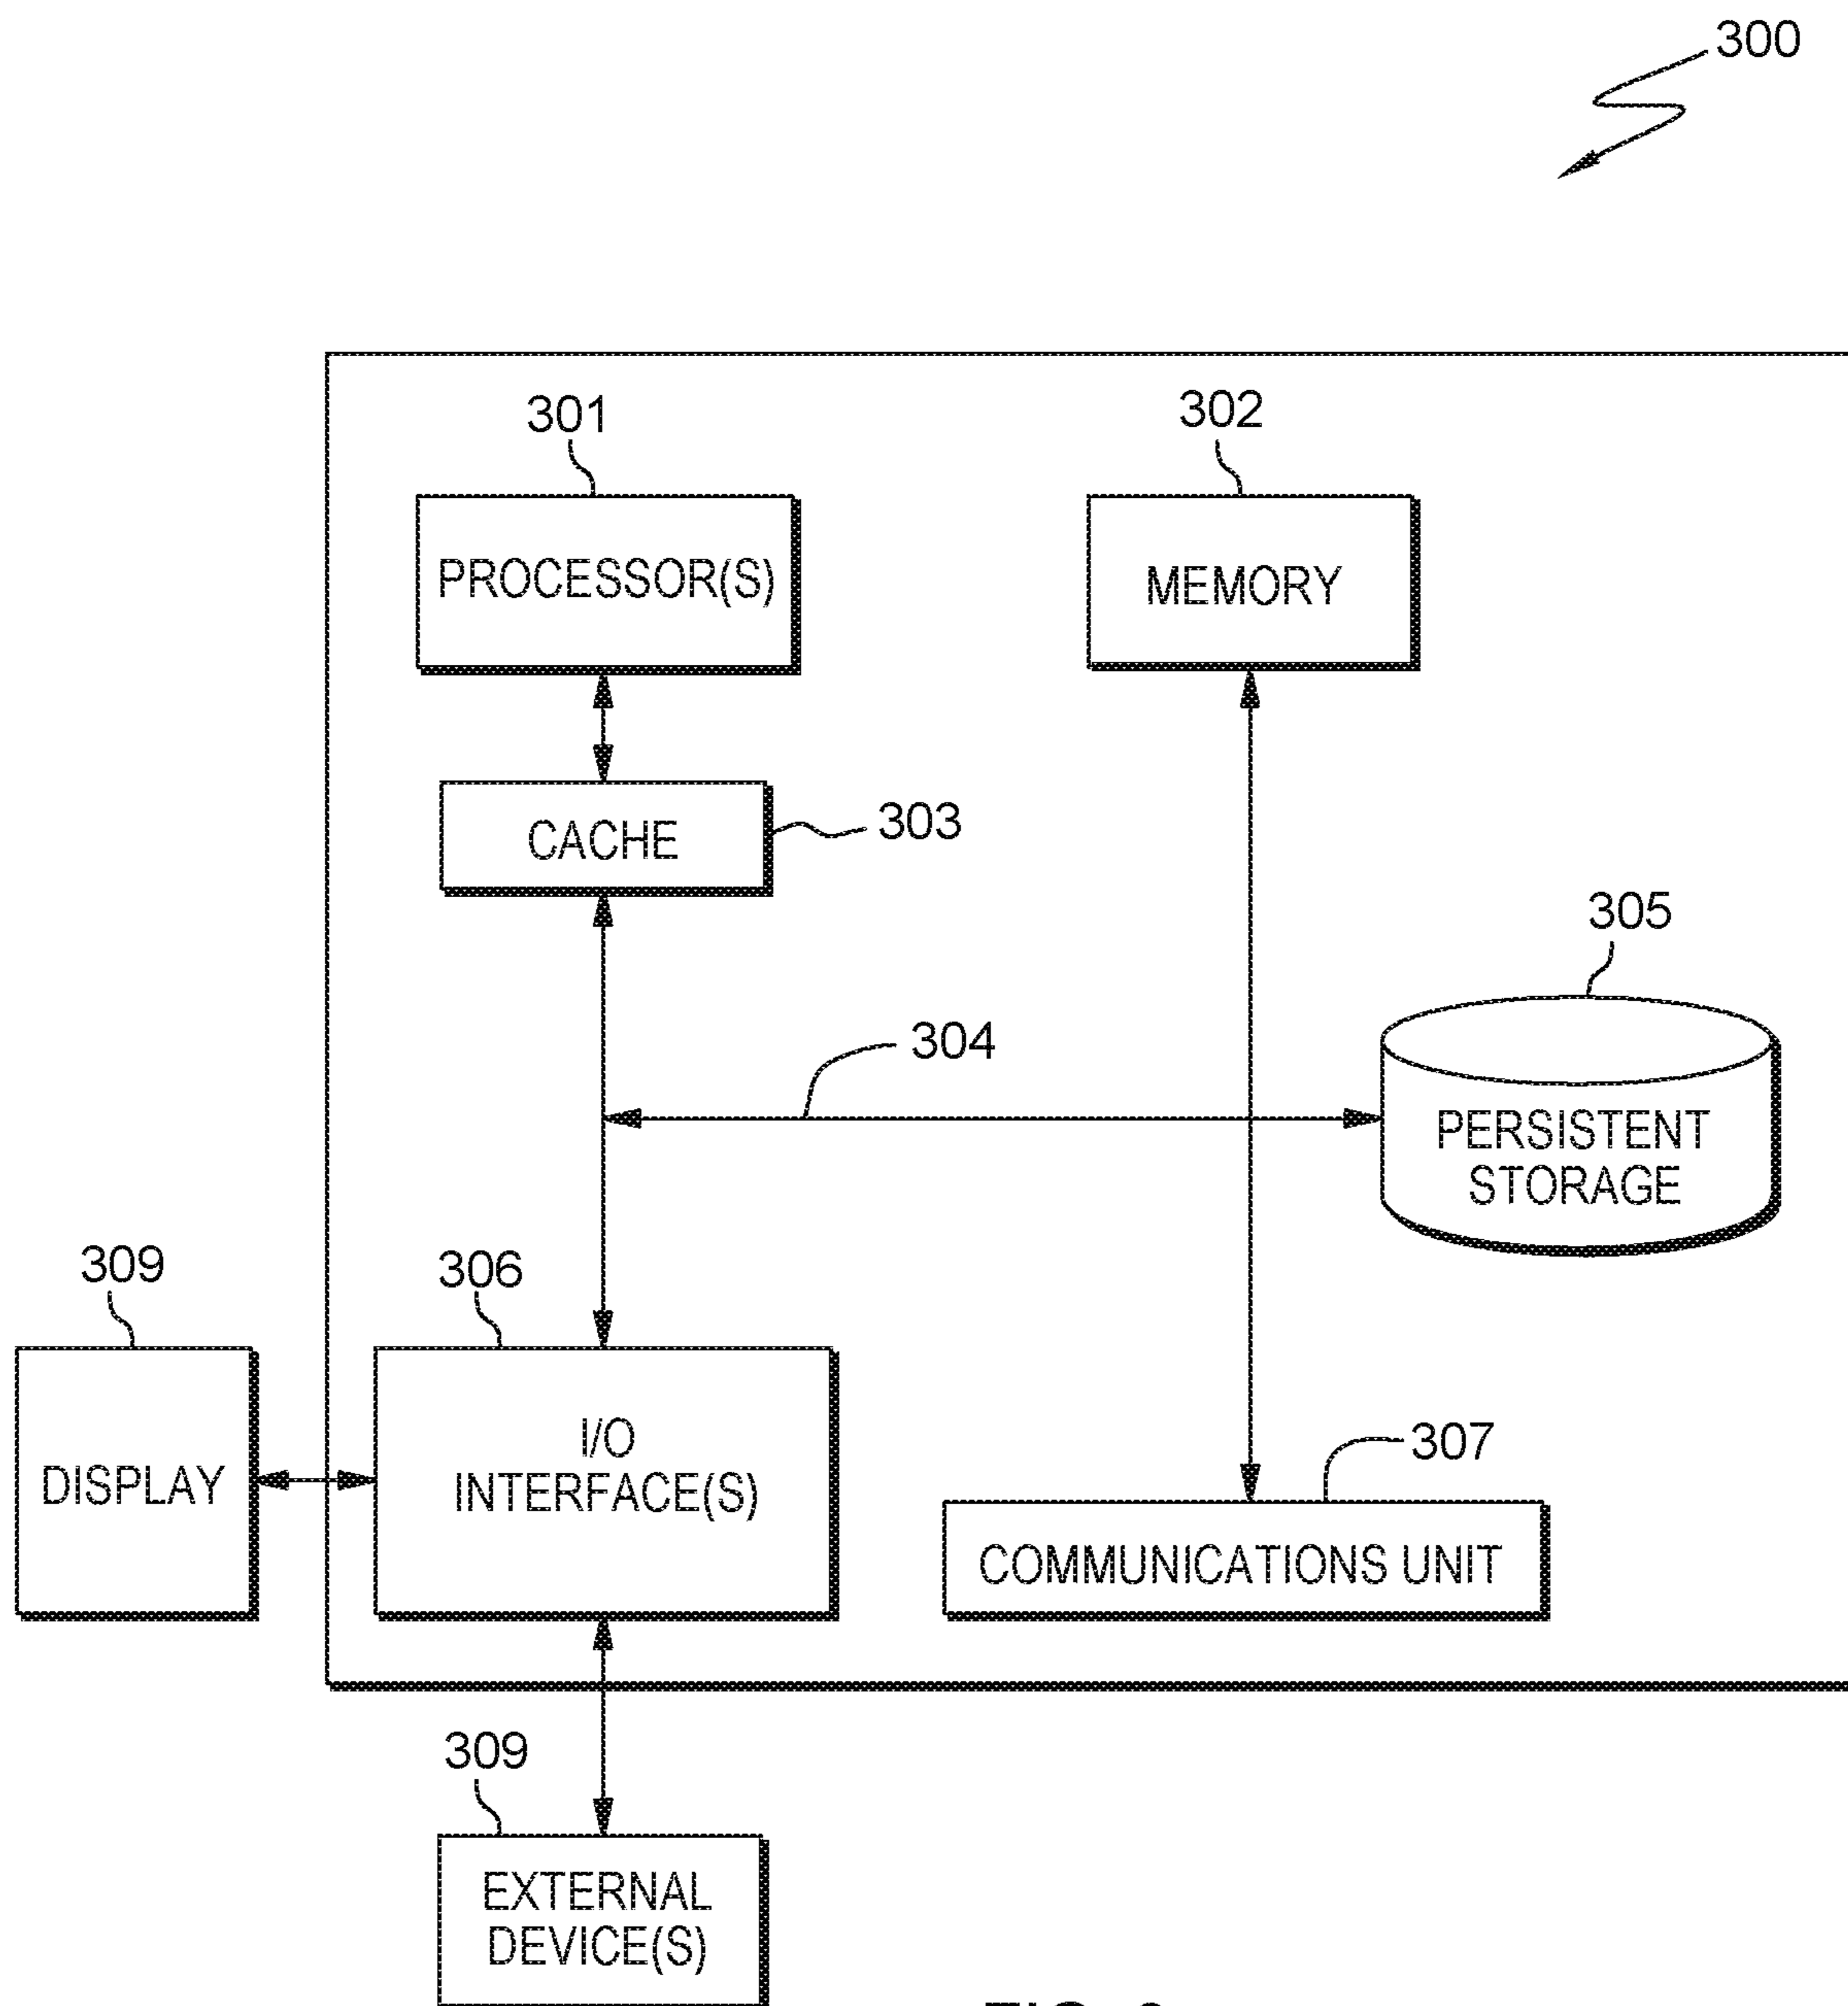 300
301
302
PROCESSOR(S)
MEMORY
CACHE
303
305
304
PERSISTENT
STORAGE
309
306
I/O
INTERFACE(S)
DISPLAY
307
COMMUNICATIONS UNIT
309
EXTERNAL
DEVICE(S)